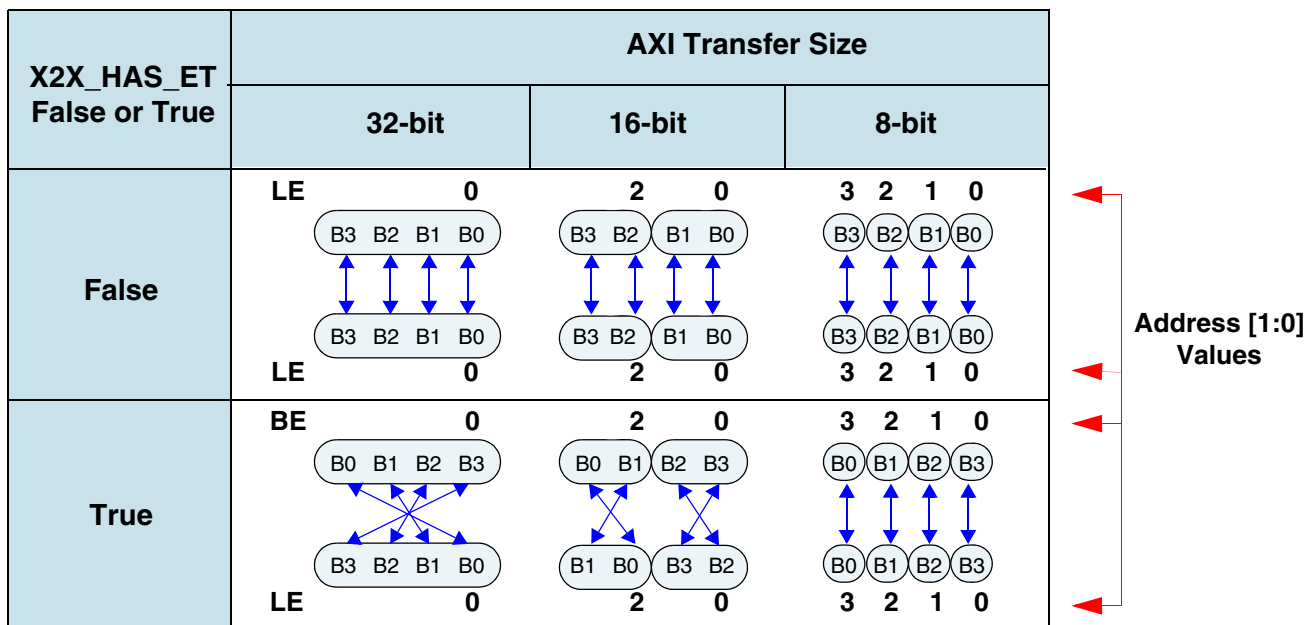 X2X_HAS_ET
False or True
AXI Transfer Size
32-bit 16-bit 8-bit
LE 0 2 0 3 2 1 0
B3 B2 B1 B0 B3 B2 B1 B0 B3 B2 B1 B0
False
B3 B2 B1 B0 B3 B2 B1 B0 B3 B2 B1 B0
LE 0 2 0 3 2 1 0
BE 0 2 0 3 2 1 0
B0 B1 B2 B3 B0 B1 B2 B3 B0 B1 B2 B3
True
B3 B2 B1 B0 B1 B0 B3 B2 B0 B1 B2 B3
LE 0 2 0 3 2 1 0
Address [1:0]
Values